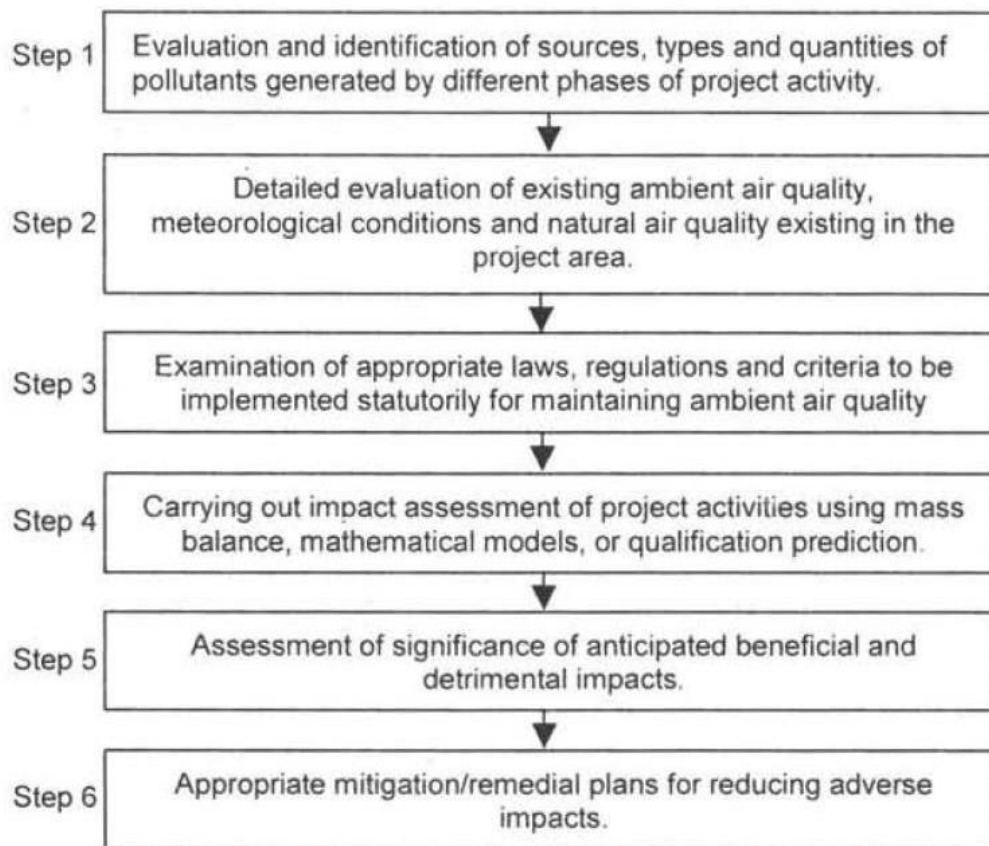 Step 1
Evaluation and identification of sources, types and quantities of
pollutants generated by different phases of project activity.
Step 2
Detailed evaluation of existing ambient air quality,
meteorological conditions and natural air quality existing in the
project area.
Step 3
Examination of appropriate laws, regulations and criteria to be
implemented statutorily for maintaining ambient air quality
Step 4
Carrying out impact assessment of project activities using mass
balance, mathematical models, or qualification prediction.
Step 5
Assessment of significance of anticipated beneficial and
detrimental impacts.
Step 6
Appropriate mitigation/remedial plans for reducing adverse
impacts.